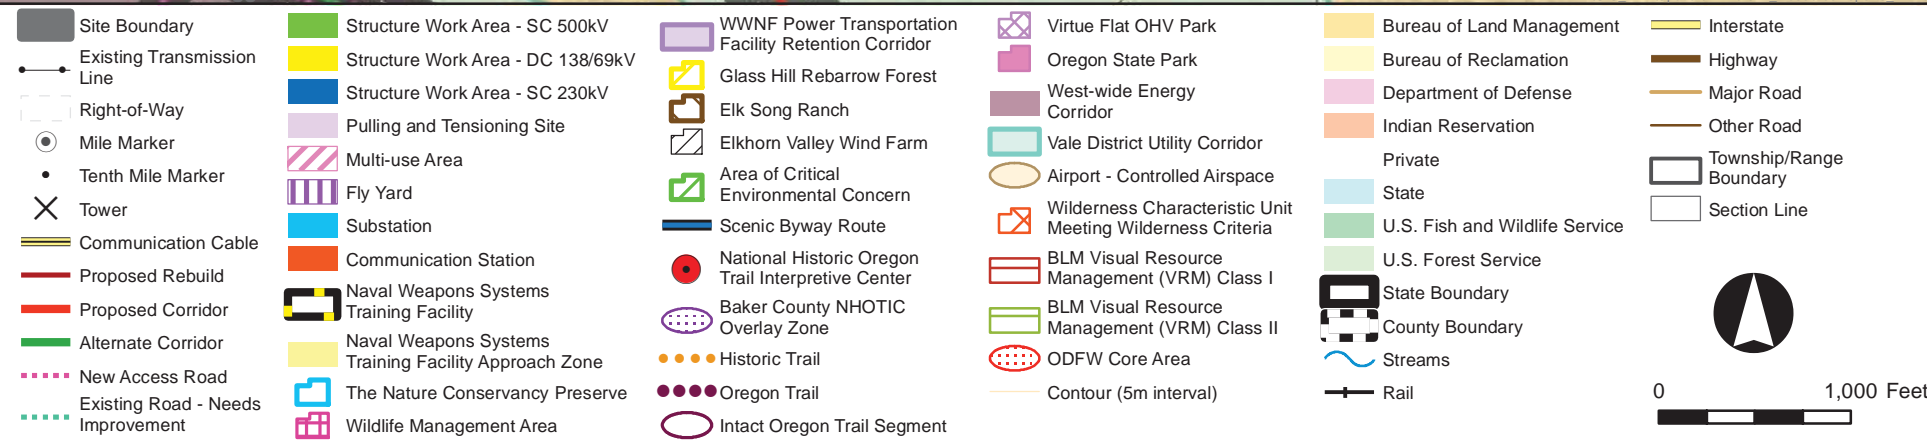 Site Boundary
Existing Transmission
Line
Right-of-Way
Mile Marker
Tenth Mile Marker
Tower
Communication Cable
Proposed Rebuild
Proposed Corridor
Alternate Corridor
New Access Road
Existing Road - Needs
Improvement
Structure Work Area - SC 500kV
Structure Work Area - DC 138/69kV
Structure Work Area - SC 230kV
Pulling and Tensioning Site
Multi-use Area
Fly Yard
Substation
Communication Station
Naval Weapons Systems
Training Facility
Naval Weapons Systems
Training Facility Approach Zone
The Nature Conservancy Preserve
Wildlife Management Area
WWNF Power Transportation
Facility Retention Corridor
Glass Hill Rebarrow Forest
Elk Song Ranch
Elkhorn Valley Wind Farm
Area of Critical
Environmental Concern
Scenic Byway Route
National Historic Oregon
Trail Interpretive Center
Baker County NHOTIC
Overlay Zone
Historic Trail
Oregon Trail
Intact Oregon Trail Segment
Virtue Flat OHV Park
Oregon State Park
West-wide Energy
Corridor
Vale District Utility Corridor
Airport - Controlled Airspace
Wilderness Characteristic Unit
Meeting Wilderness Criteria
BLM Visual Resource
Management (VRM) Class I
BLM Visual Resource
Management (VRM) Class II
ODFW Core Area
Contour (5m interval)
Bureau of Land Management
Bureau of Reclamation
Department of Defense
Indian Reservation
Private
State
U.S. Fish and Wildlife Service
U.S. Forest Service
State Boundary
County Boundary
Streams
Rail
Interstate
Highway
Major Road
Other Road
Township/Range
Boundary
Section Line
0 1,000 Feet